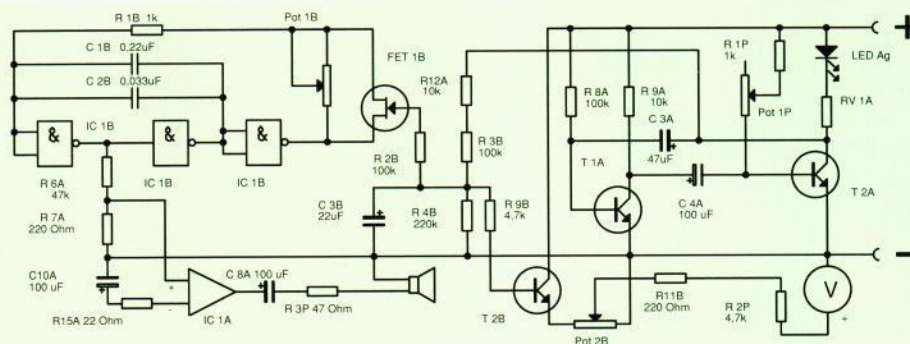 R 1B 1k
Pot 1B
C 1B 0,22uF
C 2B 0,033uF
FET 1B
R12A
10k
R 8A
100k
R 9A
10k
R 1P
1k
LED Ag
+
-
Pot 1P
RV 1A
&
IC 1B
&
IC 1B
&
IC 1B
R 2B
100k
R 3B
100k
C 3A
+
47uF
T 1A
C 4A
+
100 uF
T 2A
R 6A
47k
R 7A
220 Ohm
C 3B
22uF
+
R 4B
220k
R 9B
4,7k
C10A
100 uF
+
R15A 22 Ohm
+
-
IC 1A
C 8A 100 uF
+
R 3P 47 Ohm
T 2B
Pot 2B
R11B
220 Ohm
R 2P
4,7k
V
+